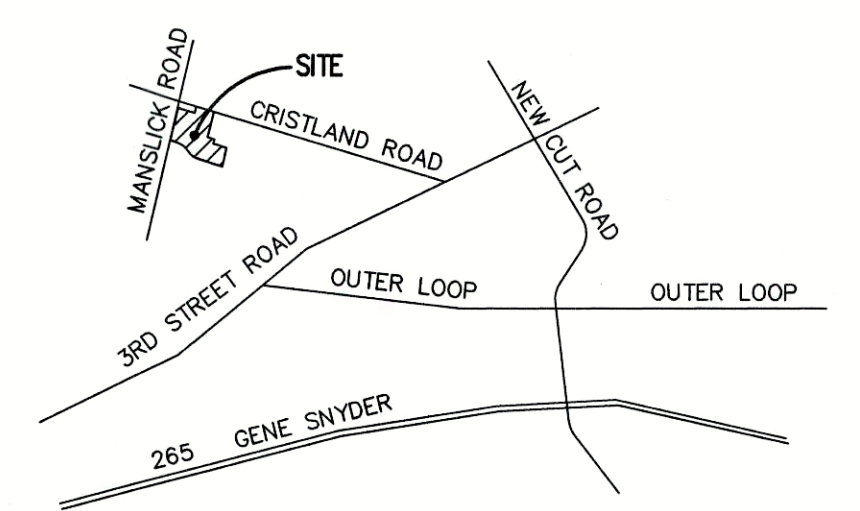 MANSLICK ROAD
SITE
CRISTLAND ROAD
NEW CUT ROAD
3RD STREET ROAD
OUTER LOOP
OUTER LOOP
265 GENE SNYDER